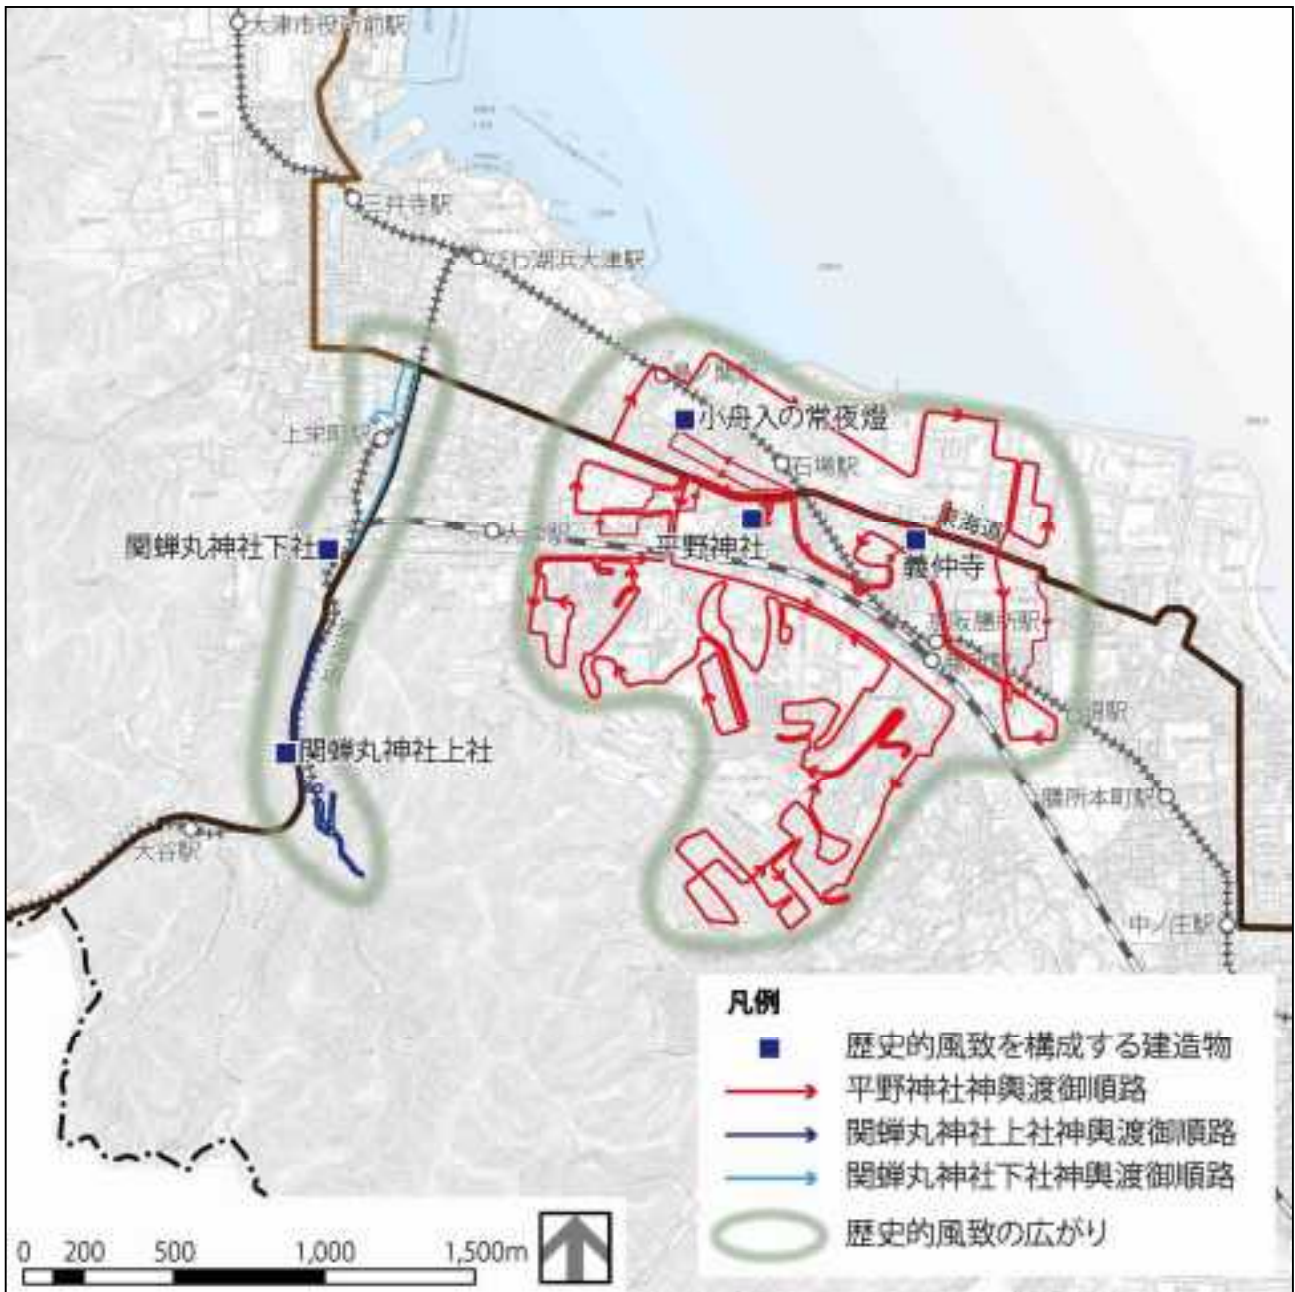 大津市役所前駅
三井寺駅
びわ湖浜大津駅
上栄町駅
小舟入の常夜燈
石場駅
東海道
関蝉丸神社下社
平野神社
義仲寺
京阪膳所駅
関蝉丸神社上社
膳所本町駅
大谷駅
中ノ庄駅
凡例
歴史的風致を構成する建造物
平野神社神輿渡御順路
関蝉丸神社上社神輿渡御順路
関蝉丸神社下社神輿渡御順路
歴史的風致の広がり
0 200 500 1,000 1,500m